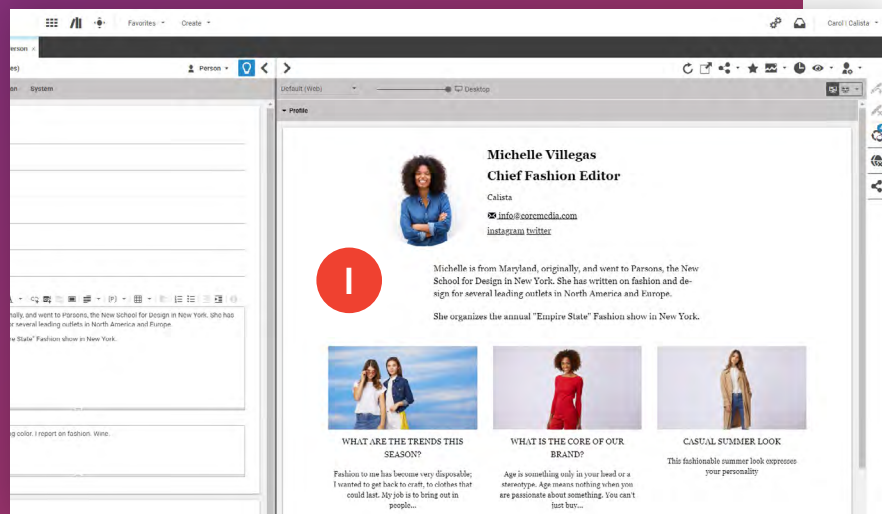 Favorites
Create
Carol | Calista
erson ×
es)
Person
on
System
Default (Web)
Desktop
Profile
Michelle Villegas
Chief Fashion Editor
Calista
info@coremedia.com
instagram twitter
I
Michelle is from Maryland, originally, and went to Parsons, the New
School for Design in New York. She has written on fashion and de-
sign for several leading outlets in North America and Europe.
She organizes the annual "Empire State" Fashion show in New York.
nally, and went to Parsons, the New School for Design in New York. She has
or several leading outlets in North America and Europe.
re State" Fashion show in New York.
ng color. I report on fashion. Wine.
WHAT ARE THE TRENDS THIS
SEASON?
Fashion to me has become very disposable;
I wanted to get back to craft, to clothes that
could last. My job is to bring out in
people...
WHAT IS THE CORE OF OUR
BRAND?
Age is something only in your head or a
stereotype. Age means nothing when you
are passionate about something. You can't
just buy...
CASUAL SUMMER LOOK
This fashionable summer look expresses
your personality